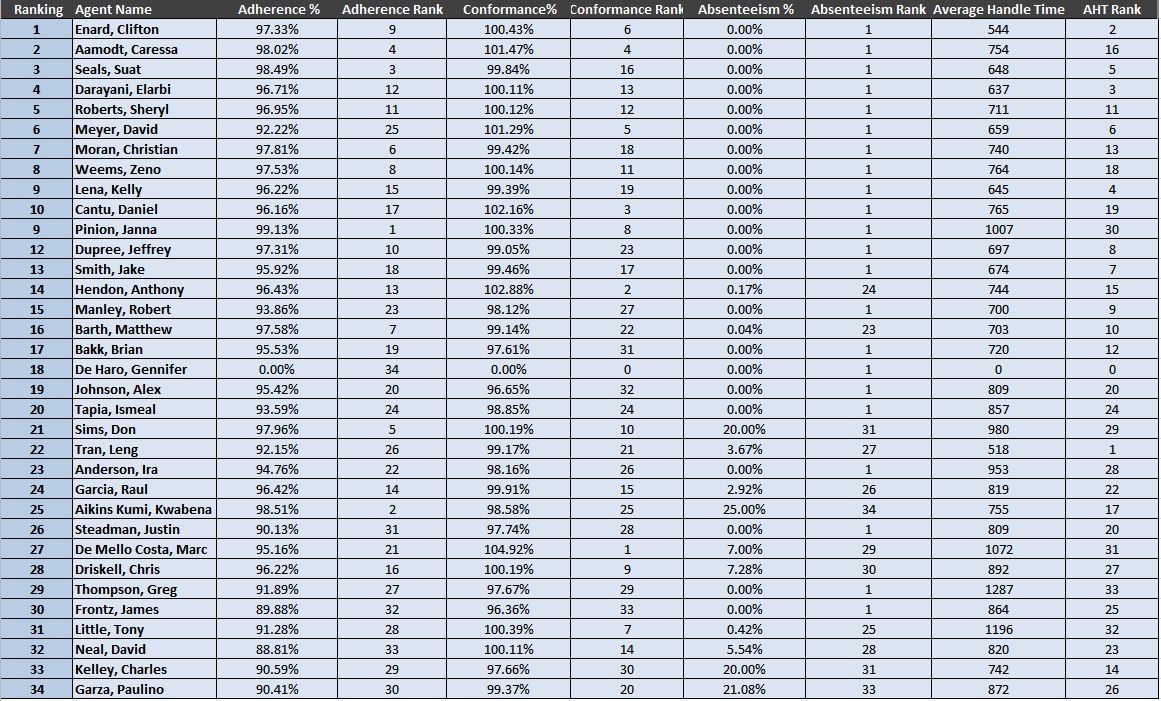 Ranking Agent Name Adherence % Adherence Rank Conformance% Conformance Rank Absenteeism % Absenteeism Rank Average Handle Time AHT Rank
1 Enard, Clifton 97.33% 9 100.43% 6 0.00% 1 544 2
2 Aamodt, Caressa 98.02% 4 101.47% 4 0.00% 1 754 16
3 Seals, Suat 98.49% 3 99.84% 16 0.00% 1 648 5
4 Darayani, Elarbi 96.71% 12 100.11% 13 0.00% 1 637 3
5 Roberts, Sheryl 96.95% 11 100.12% 12 0.00% 1 711 11
6 Meyer, David 92.22% 25 101.29% 5 0.00% 1 659 6
7 Moran, Christian 97.81% 6 99.42% 18 0.00% 1 740 13
8 Weems, Zeno 97.53% 8 100.14% 11 0.00% 1 764 18
9 Lena, Kelly 96.22% 15 99.39% 19 0.00% 1 645 4
10 Cantu, Daniel 96.16% 17 102.16% 3 0.00% 1 765 19
9 Pinion, Janna 99.13% 1 100.33% 8 0.00% 1 1007 30
12 Dupree, Jeffrey 97.31% 10 99.05% 23 0.00% 1 697 8
13 Smith, Jake 95.92% 18 99.46% 17 0.00% 1 674 7
14 Hendon, Anthony 96.43% 13 102.88% 2 0.17% 24 744 15
15 Manley, Robert 93.86% 23 98.12% 27 0.00% 1 700 9
16 Barth, Matthew 97.58% 7 99.14% 22 0.04% 23 703 10
17 Bakk, Brian 95.53% 19 97.61% 31 0.00% 1 720 12
18 De Haro, Gennifer 0.00% 34 0.00% 0 0.00% 1 0 0
19 Johnson, Alex 95.42% 20 96.65% 32 0.00% 1 809 20
20 Tapia, Ismeal 93.59% 24 98.85% 24 0.00% 1 857 24
21 Sims, Don 97.96% 5 100.19% 10 20.00% 31 980 29
22 Tran, Leng 92.15% 26 99.17% 21 3.67% 27 518 1
23 Anderson, Ira 94.76% 22 98.16% 26 0.00% 1 953 28
24 Garcia, Raul 96.42% 14 99.91% 15 2.92% 26 819 22
25 Aikins Kumi, Kwabena 98.51% 2 98.58% 25 25.00% 34 755 17
26 Steadman, Justin 90.13% 31 97.74% 28 0.00% 1 809 20
27 De Mello Costa, Marc 95.16% 21 104.92% 1 7.00% 29 1072 31
28 Driskell, Chris 96.22% 16 100.19% 9 7.28% 30 892 27
29 Thompson, Greg 91.89% 27 97.67% 29 0.00% 1 1287 33
30 Frontz, James 89.88% 32 96.36% 33 0.00% 1 864 25
31 Little, Tony 91.28% 28 100.39% 7 0.42% 25 1196 32
32 Neal, David 88.81% 33 100.11% 14 5.54% 28 820 23
33 Kelley, Charles 90.59% 29 97.66% 30 20.00% 31 742 14
34 Garza, Paulino 90.41% 30 99.37% 20 21.08% 33 872 26